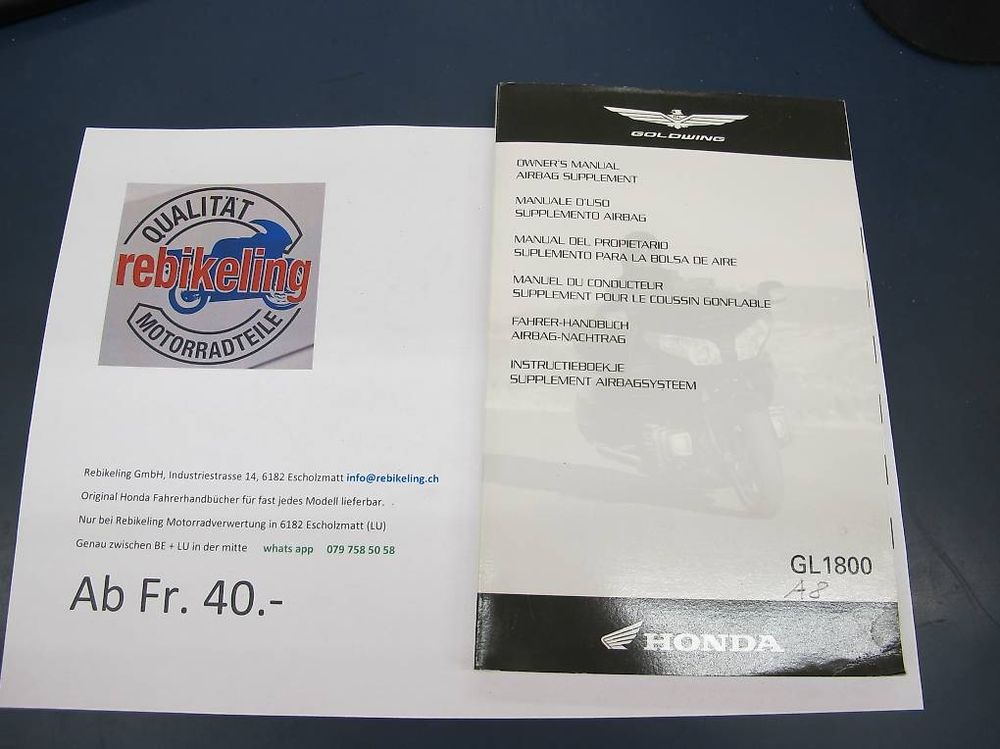 QUALITÄT
rebikeling
MOTORRADTEILE
Rebikeling GmbH, Industriestrasse 14, 6182 Escholzmatt info@rebikeling.ch
Original Honda Fahrerhandbücher für fast jedes Modell lieferbar. .
Nur bei Rebikeling Motorradverwertung in 6182 Escholzmatt (LU)
Genau zwischen BE + LU in der mitte whats app 079 758 50 58
Ab Fr. 40.-
GOLDWING
OWNER'S MANUAL
AIRBAG SUPPLEMENT
MANUALE D'USO
SUPPLEMENTO AIRBAG
MANUAL DEL PROPIETARIO
SUPLEMENTO PARA LA BOLSA DE AIRE
MANUEL DU CONDUCTEUR
SUPPLEMENT POUR LE COUSSIN GONFLABLE
FAHRER-HANDBUCH
AIRBAG-NACHTRAG
INSTRUCTIEBOEKJE
SUPPLEMENT AIRBAGSYSTEEM
GL1800
A8
HONDA